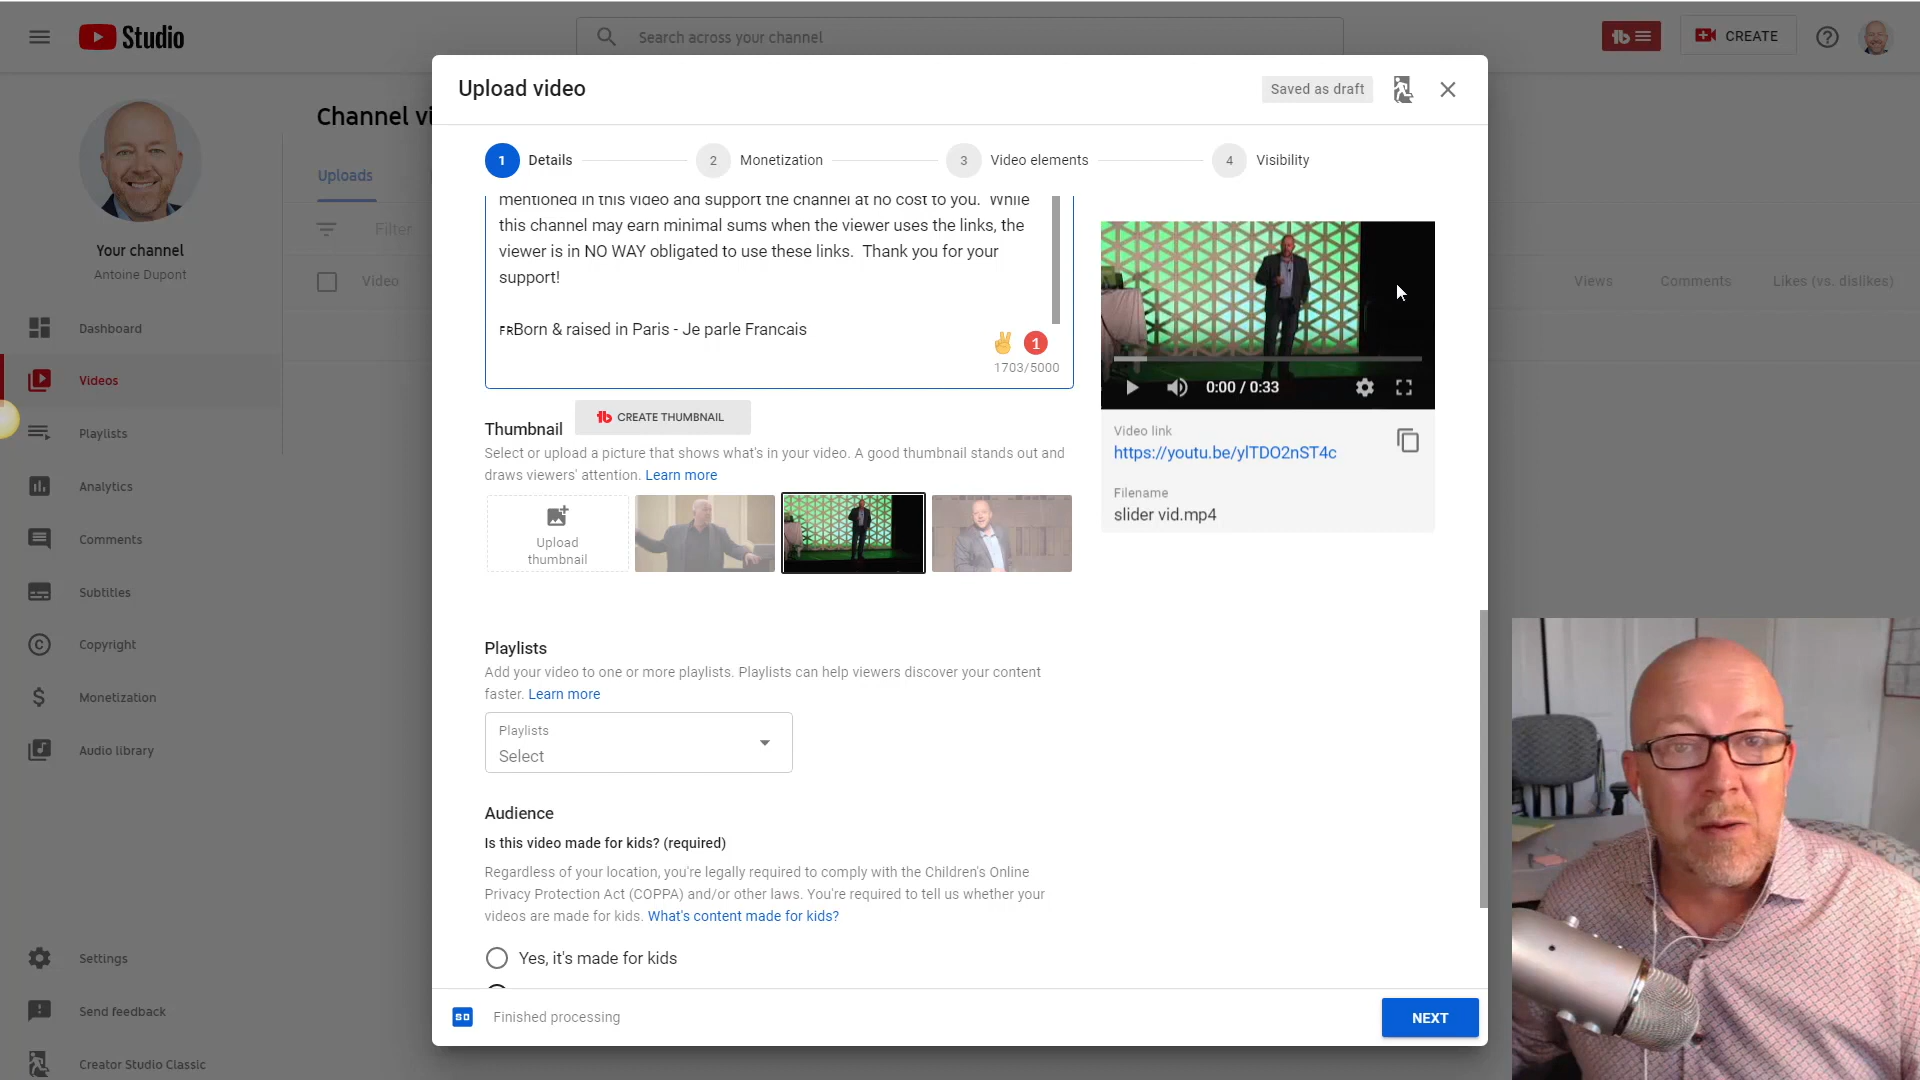 Studio
Search across your channel
CREATE
Channel vi
Uploads
Filter
Video
Views
Comments
Likes (vs. dislikes)
Your channel
Antoine Dupont
Dashboard
Videos
Playlists
Analytics
Comments
Subtitles
Copyright
Monetization
Audio library
Settings
Send feedback
Creator Studio Classic
Upload video
Saved as draft
1 Details
2 Monetization
3 Video elements
4 Visibility
mentioned in this video and support the channel at no cost to you.  While
this channel may earn minimal sums when the viewer uses the links, the
viewer is in NO WAY obligated to use these links.  Thank you for your
support!
FRBorn & raised in Paris - Je parle Francais
1
1703/5000
Thumbnail
CREATE THUMBNAIL
Select or upload a picture that shows what's in your video. A good thumbnail stands out and
draws viewers' attention. Learn more
Upload
thumbnail
Playlists
Add your video to one or more playlists. Playlists can help viewers discover your content
faster. Learn more
Playlists
Select
Audience
Is this video made for kids? (required)
Regardless of your location, you're legally required to comply with the Children's Online
Privacy Protection Act (COPPA) and/or other laws. You're required to tell us whether your
videos are made for kids. What's content made for kids?
Yes, it's made for kids
0:00 / 0:33
Video link
https://youtu.be/ylTDO2nST4c
Filename
slider vid.mp4
SD
Finished processing
NEXT